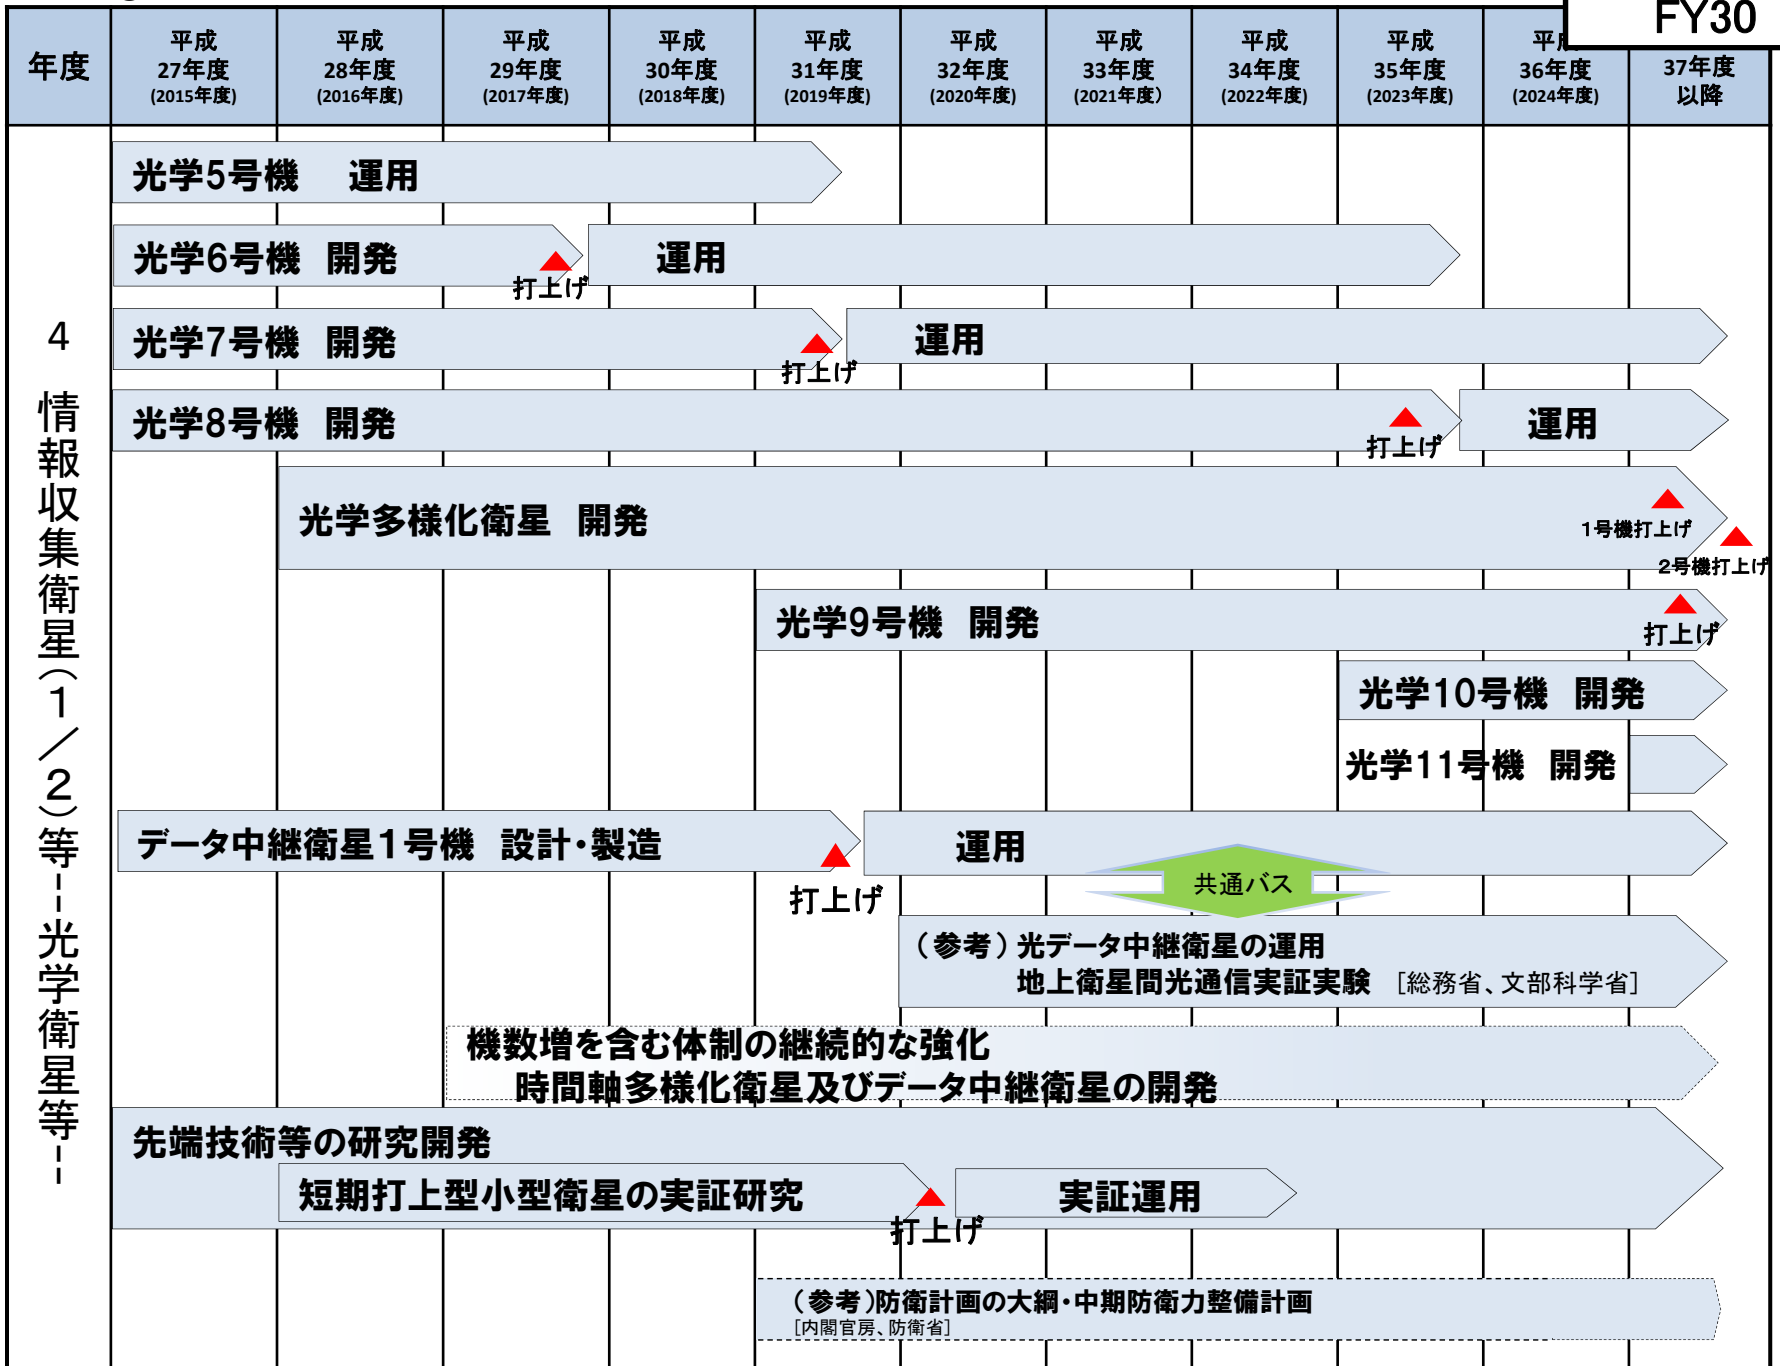 FY30
年度
平成
27年度
(2015年度)
平成
28年度
(2016年度)
平成
29年度
(2017年度)
平成
30年度
(2018年度)
平成
31年度
(2019年度)
平成
32年度
(2020年度)
平成
33年度
(2021年度)
平成
34年度
(2022年度)
平成
35年度
(2023年度)
平成
36年度
(2024年度)
37年度
以降
4 情報収集衛星(1/2)等--光学衛星等--
光学5号機 運用
光学6号機 開発
打上げ
運用
光学7号機 開発
打上げ
運用
光学8号機 開発
打上げ
運用
光学多様化衛星 開発
1号機打上げ
2号機打上げ
光学9号機 開発
打上げ
光学10号機 開発
光学11号機 開発
データ中継衛星1号機 設計・製造
打上げ
運用
共通バス
(参考)光データ中継衛星の運用
地上衛星間光通信実証実験 [総務省、文部科学省]
機数増を含む体制の継続的な強化
時間軸多様化衛星及びデータ中継衛星の開発
先端技術等の研究開発
短期打上型小型衛星の実証研究
打上げ
実証運用
(参考)防衛計画の大綱・中期防衛力整備計画
[内閣官房、防衛省]